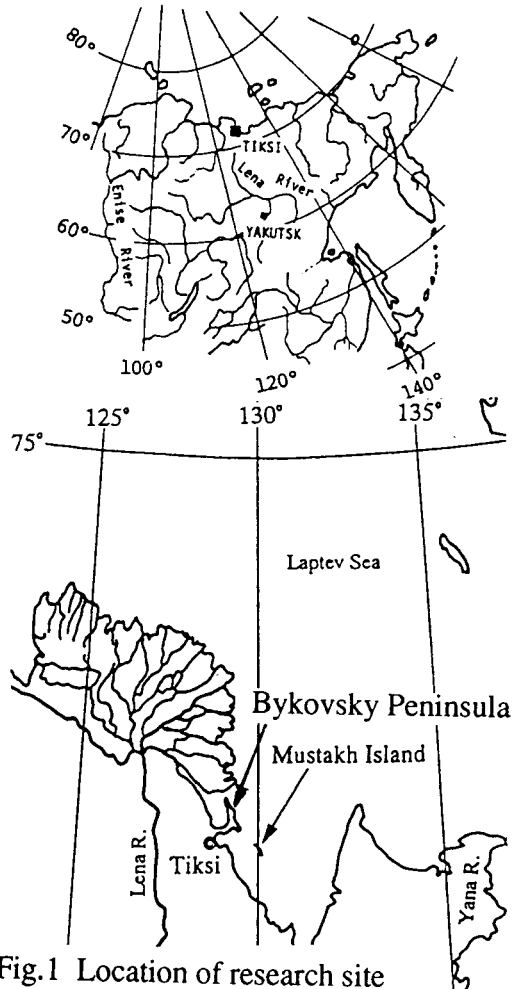 80°
70°
TIKSI
Lena River
Enise River
60°
YAKUTSK
50°
100°
120°
140°
125°
130°
135°
75°
Laptev Sea
Bykovsky Peninsula
Mustakh Island
Lena R.
Tiksi
Yana R.
Fig.1 Location of research site